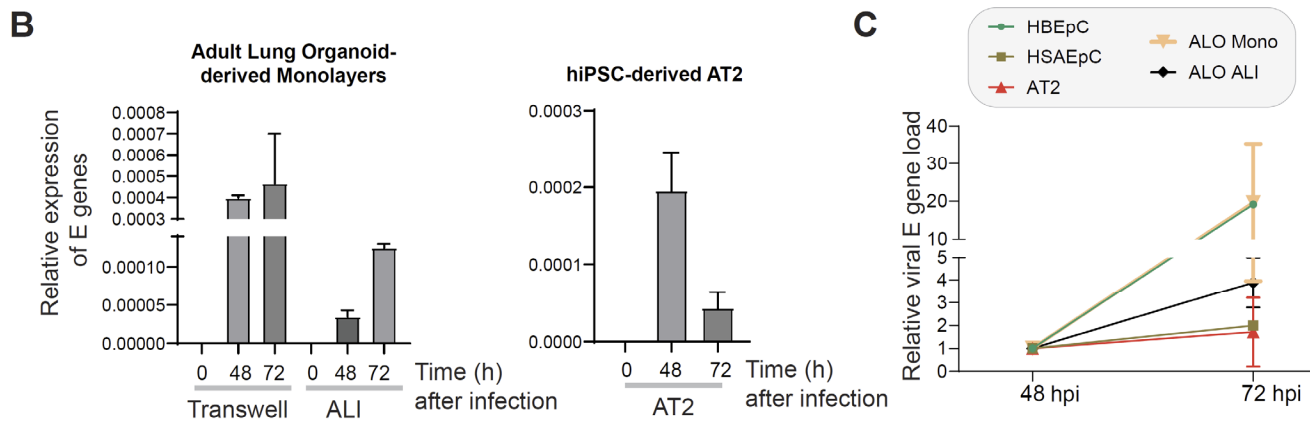 B
Adult Lung Organoid-
derived Monolayers
Relative expression
of E genes
0.0008
0.0007
0.0006
0.0005
0.0004
0.0003
0.00010
0.00005
0.00000
0 48 72 0 48 72
Transwell ALI
Time (h)
after infection
hiPSC-derived AT2
0.0003
0.0002
0.0001
0.0000
0 48 72
AT2
Time (h)
after infection
C
HBEpC
HSAEpC
AT2
ALO Mono
ALO ALI
Relative viral E gene load
40
30
20
10
5
4
3
2
1
0
48 hpi 72 hpi